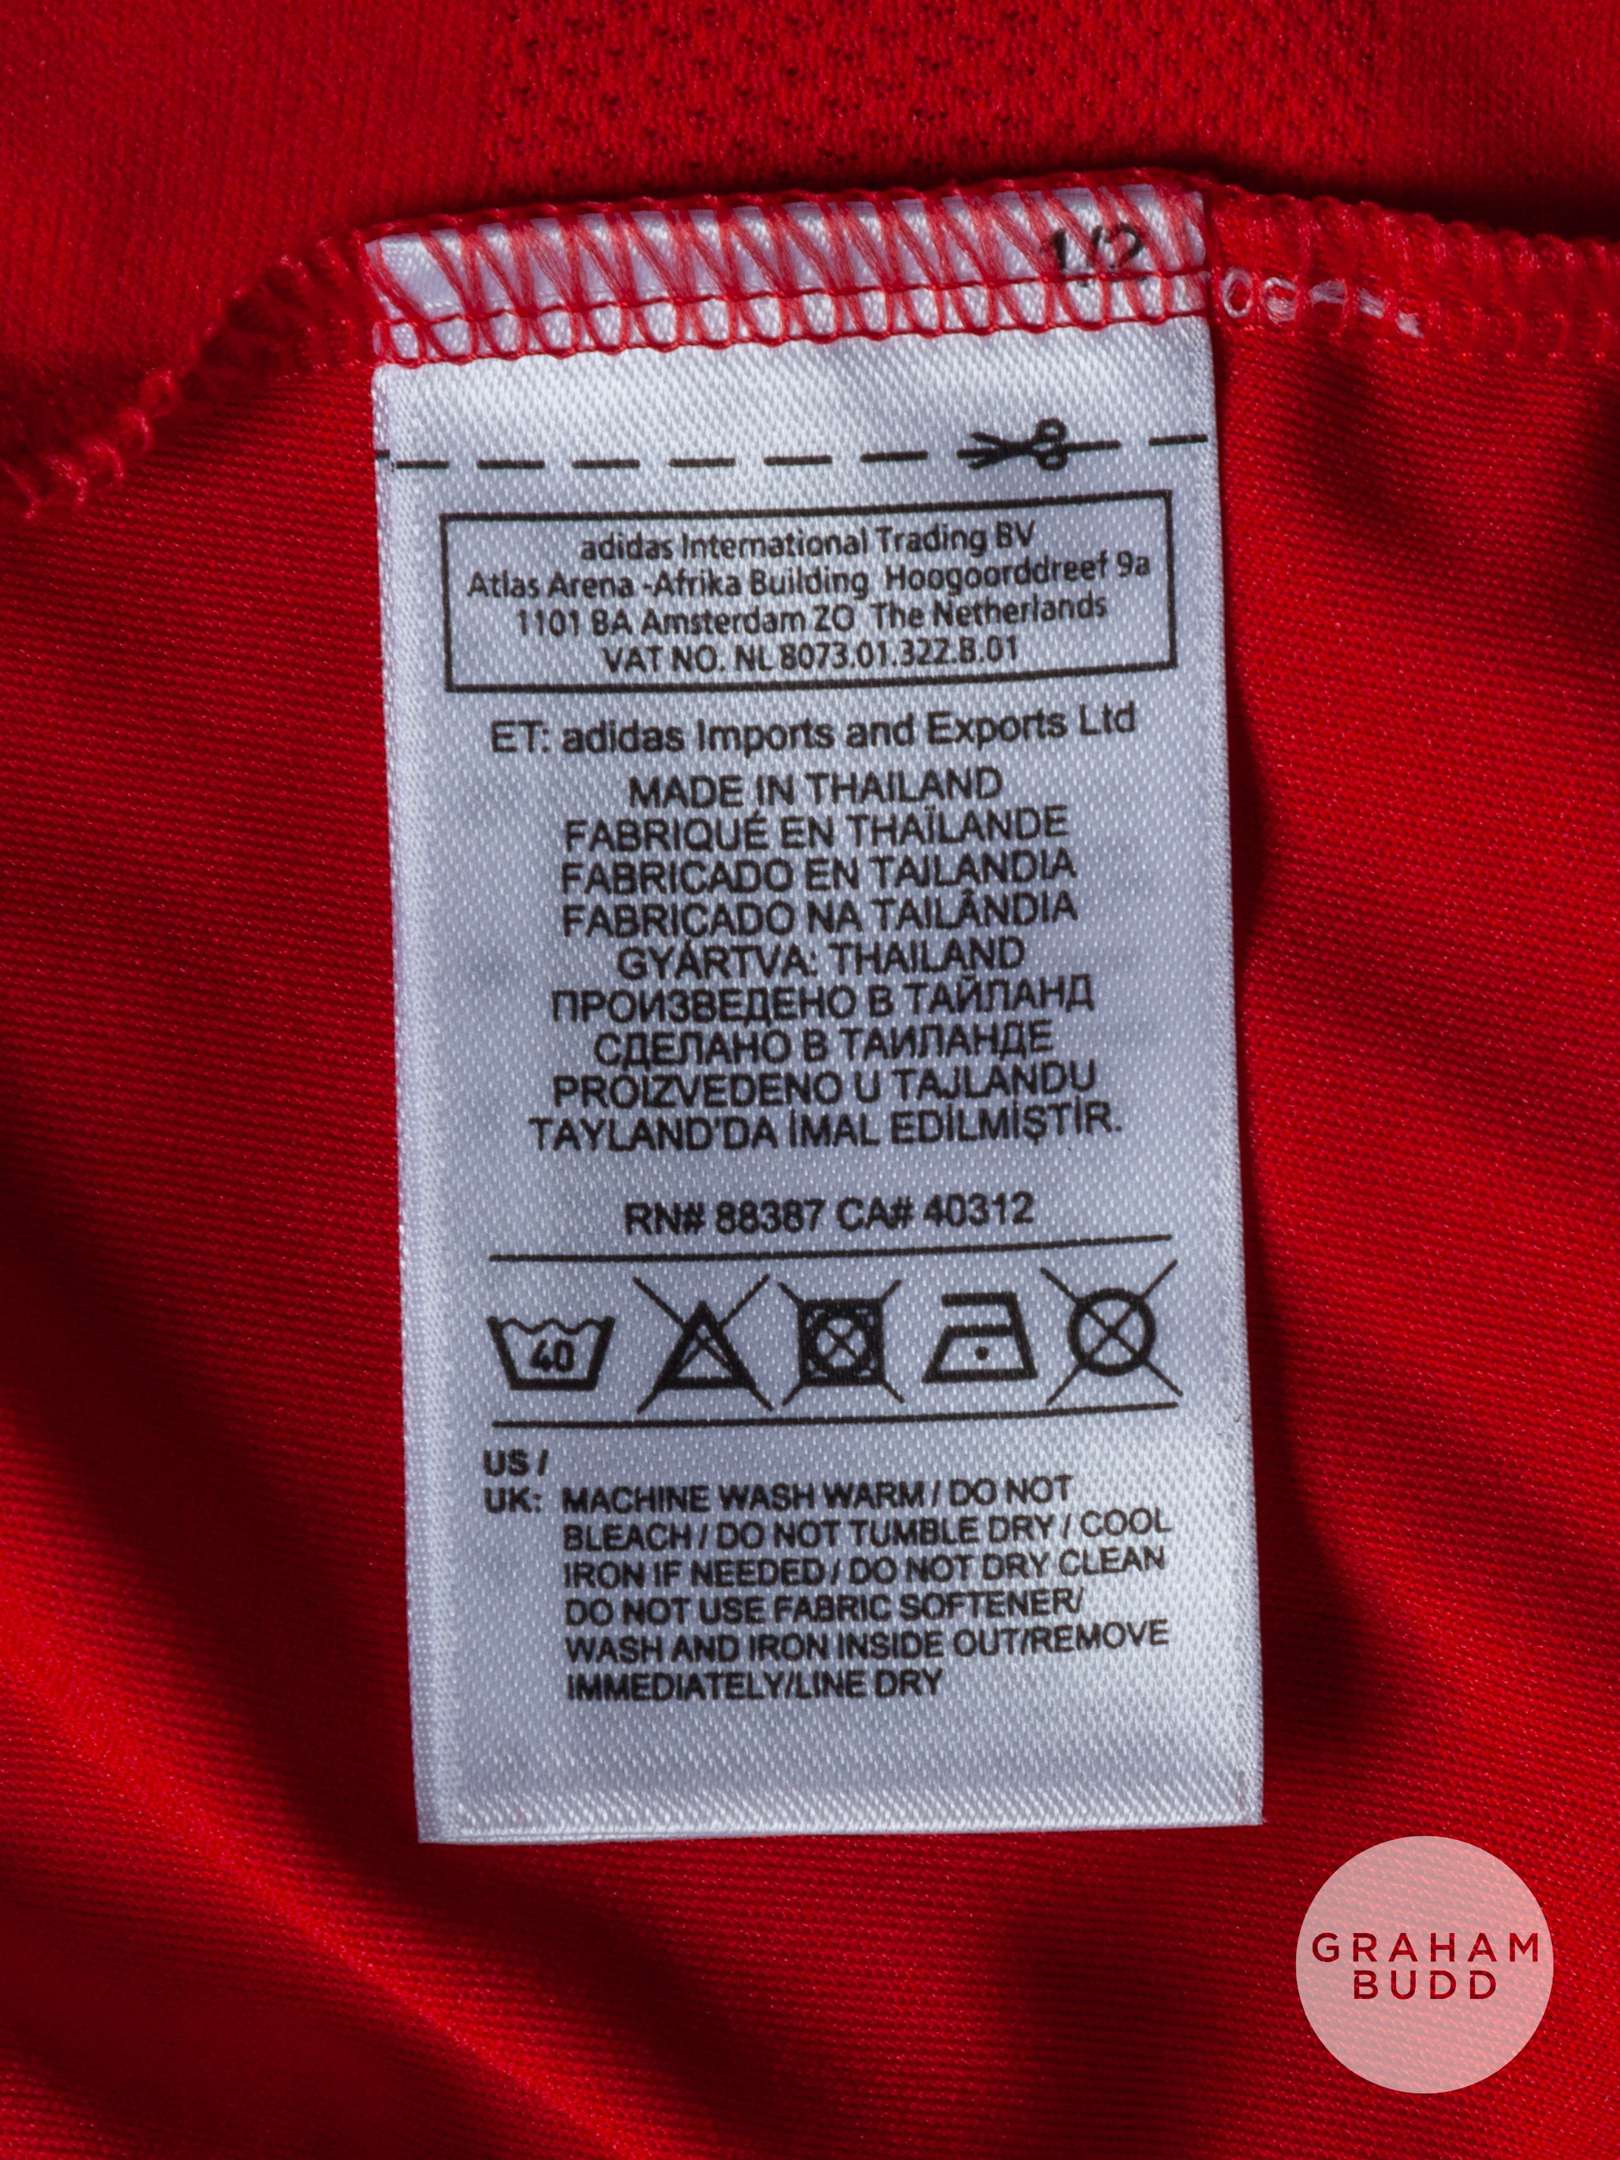 1/2
adidas International Trading BV
Atlas Arena -Afrika Building Hoogoorddreef 9a
1101 BA Amsterdam ZO The Netherlands
VAT NO. NL 8073.01.322.B.01
ET: adidas Imports and Exports Ltd
MADE IN THAILAND
FABRIQUÉ EN THAÏLANDE
FABRICADO EN TAILANDIA
FABRICADO NA TAILÂNDIA
GYÁRTVA: THAILAND
ПРОИЗВЕДЕНО В ТАЙЛАНД
СДЕЛАНО В ТАИЛАНДЕ
PROIZVEDENO U TAJLANDU
TAYLAND'DA İMAL EDİLMİŞTİR.
RN# 88387 CA# 40312
40
US /
UK: MACHINE WASH WARM / DO NOT
BLEACH / DO NOT TUMBLE DRY / COOL
IRON IF NEEDED / DO NOT DRY CLEAN
DO NOT USE FABRIC SOFTENER/
WASH AND IRON INSIDE OUT/REMOVE
IMMEDIATELY/LINE DRY
GRAHAM
BUDD